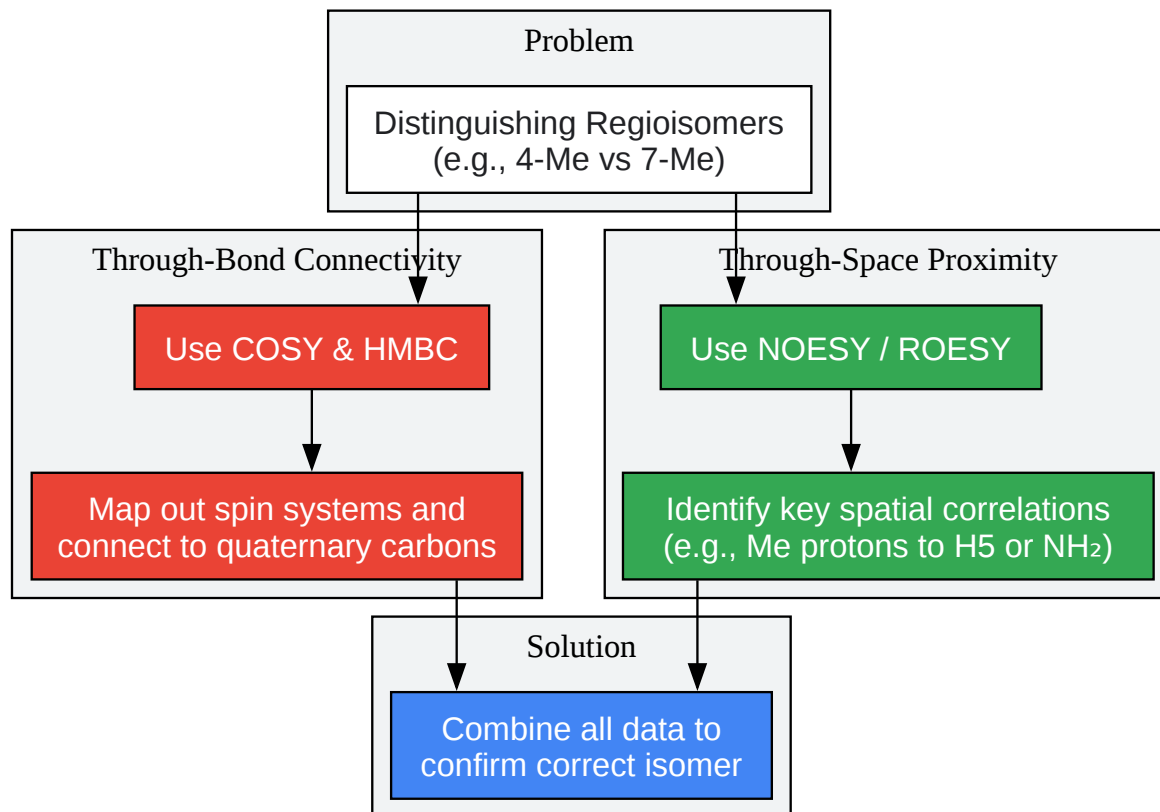 Problem
Distinguishing Regioisomers
(e.g., 4-Me vs 7-Me)
Through-Bond Connectivity
Use COSY & HMBC
Map out spin systems and
connect to quaternary carbons
Through-Space Proximity
Use NOESY / ROESY
Identify key spatial correlations
(e.g., Me protons to H5 or NH₂)
Solution
Combine all data to
confirm correct isomer